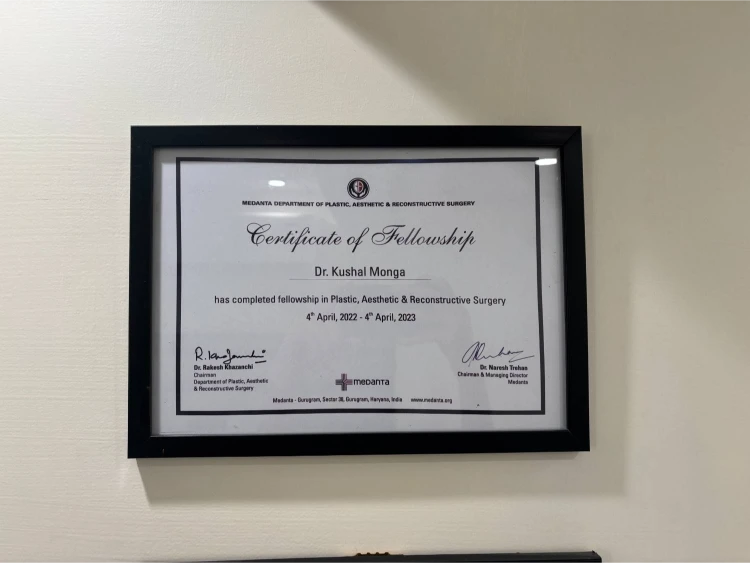 MEDANTA DEPARTMENT OF PLASTIC, AESTHETIC & RECONSTRUCTIVE SURGERY
Certificate of Fellowship
Dr. Kushal Monga
has completed fellowship in Plastic, Aesthetic & Reconstructive Surgery
4th April, 2022 - 4th April, 2023
R. Khazanchi
Dr. Rakesh Khazanchi
Chairman
Department of Plastic, Aesthetic
& Reconstructive Surgery
medanta
Dr. Naresh Trehan
Chairman & Managing Director
Medanta
Medanta - Gurugram, Sector 38, Gurugram, Haryana, India www.medanta.org